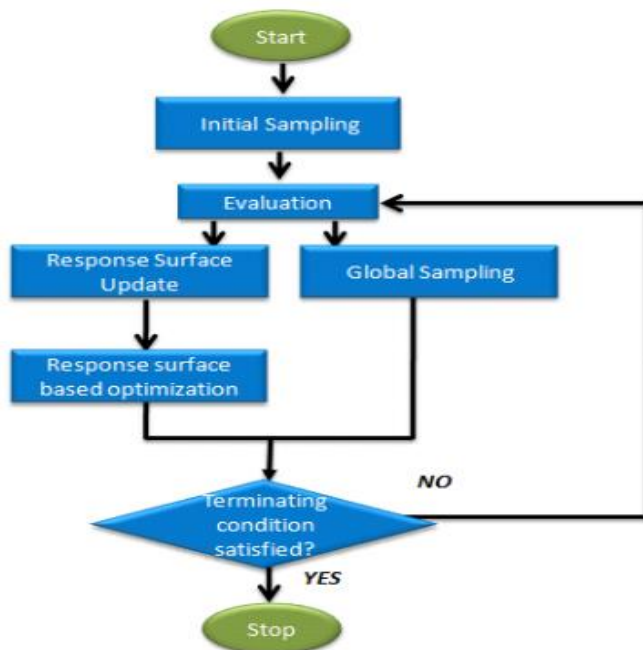 Start
Initial Sampling
Evaluation
Response Surface
Update
Global Sampling
Response surface
based optimization
Terminating
condition
satisfied?
NO
YES
Stop